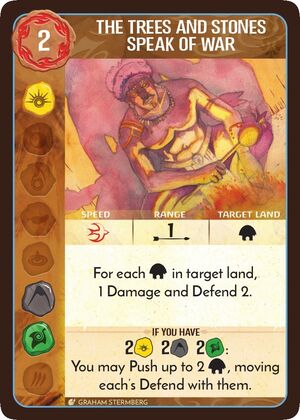 2
THE TREES AND STONES
SPEAK OF WAR
SPEED RANGE TARGET LAND
1
For each in target land,
1 Damage and Defend 2.
IF YOU HAVE
2 2 2 :
You may Push up to 2 , moving
each's Defend with them.
GRAHAM STERMBERG